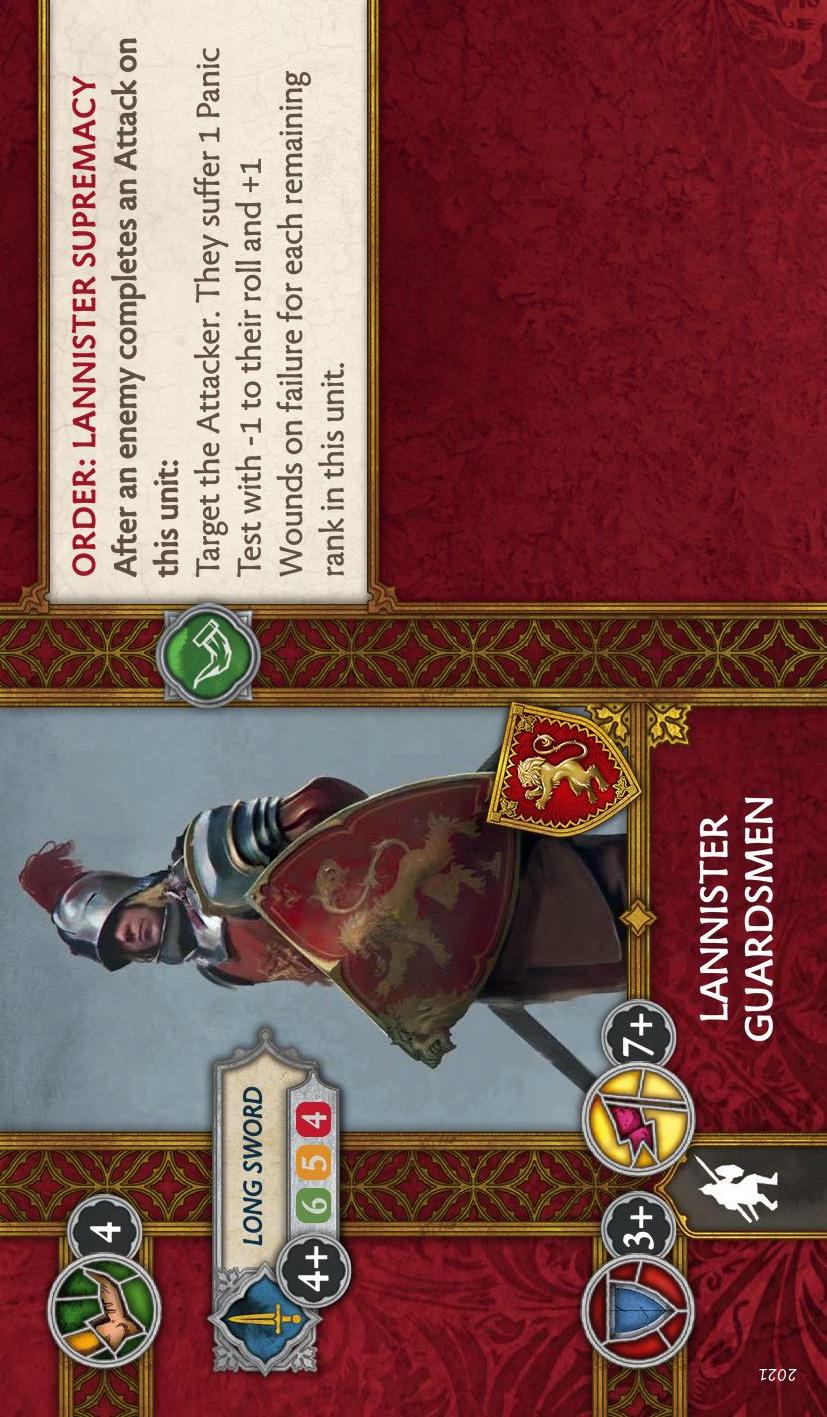 4
LONG SWORD
4+
6 5 4
3+
7+
LANNISTER
GUARDSMEN
2021
ORDER: LANNISTER SUPREMACY
After an enemy completes an Attack on
this unit:
Target the Attacker. They suffer 1 Panic
Test with -1 to their roll and +1
Wounds on failure for each remaining
rank in this unit.